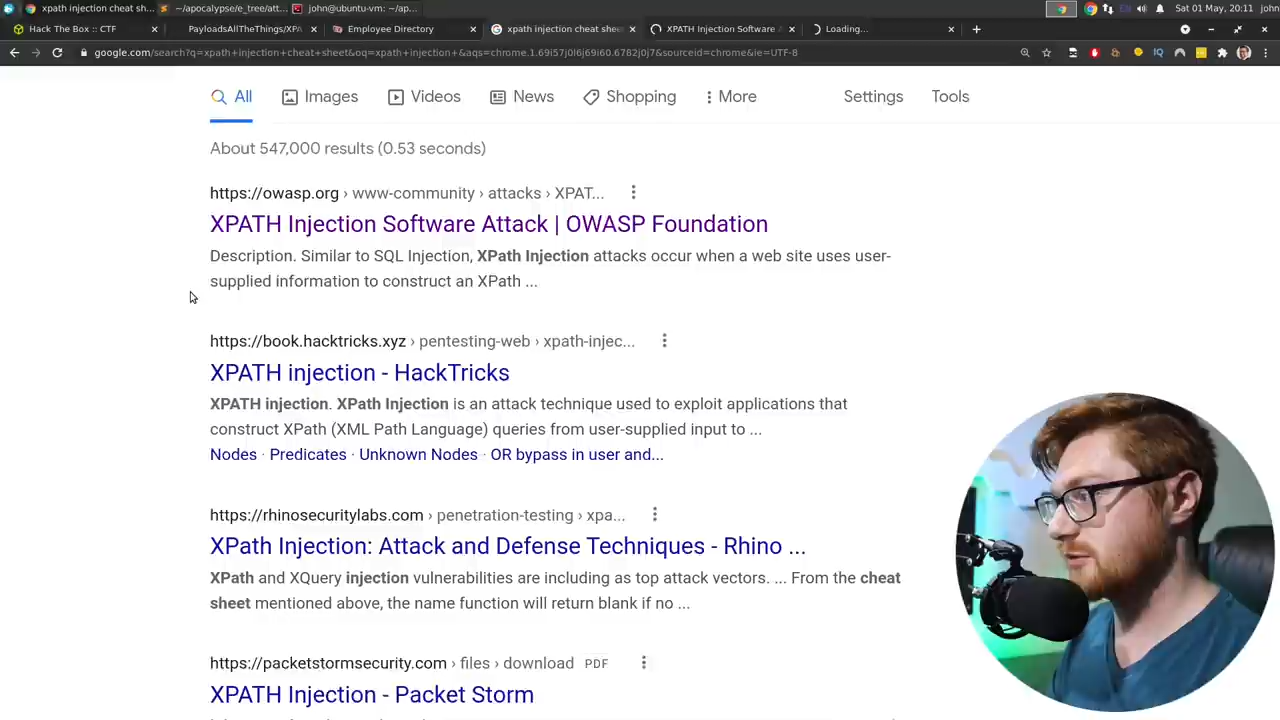 xpath injection cheat sh...
~/apocalypse/e_tree/att...
john@ubuntu-vm: ~/ap...
EN
Sat 01 May, 20:11
john
Hack The Box :: CTF
PayloadsAllTheThings/XPA
Employee Directory
xpath injection cheat shee
XPATH Injection Software A
Loading...
google.com/search?q=xpath+injection+cheat+sheet&oq=xpath+injection+&aqs=chrome.1.69i57j0l6j69i60.6782j0j7&sourceid=chrome&ie=UTF-8
All
Images
Videos
News
Shopping
More
Settings
Tools
About 547,000 results (0.53 seconds)
https://owasp.org › www-community › attacks › XPAT...
XPATH Injection Software Attack | OWASP Foundation
Description. Similar to SQL Injection, XPath Injection attacks occur when a web site uses user-
supplied information to construct an XPath ...
https://book.hacktricks.xyz › pentesting-web › xpath-injec...
XPATH injection - HackTricks
XPATH injection. XPath Injection is an attack technique used to exploit applications that
construct XPath (XML Path Language) queries from user-supplied input to ...
Nodes · Predicates · Unknown Nodes · OR bypass in user and...
https://rhinosecuritylabs.com › penetration-testing › xpa...
XPath Injection: Attack and Defense Techniques - Rhino ...
XPath and XQuery injection vulnerabilities are including as top attack vectors. ... From the cheat
sheet mentioned above, the name function will return blank if no ...
https://packetstormsecurity.com › files › download PDF
XPATH Injection - Packet Storm